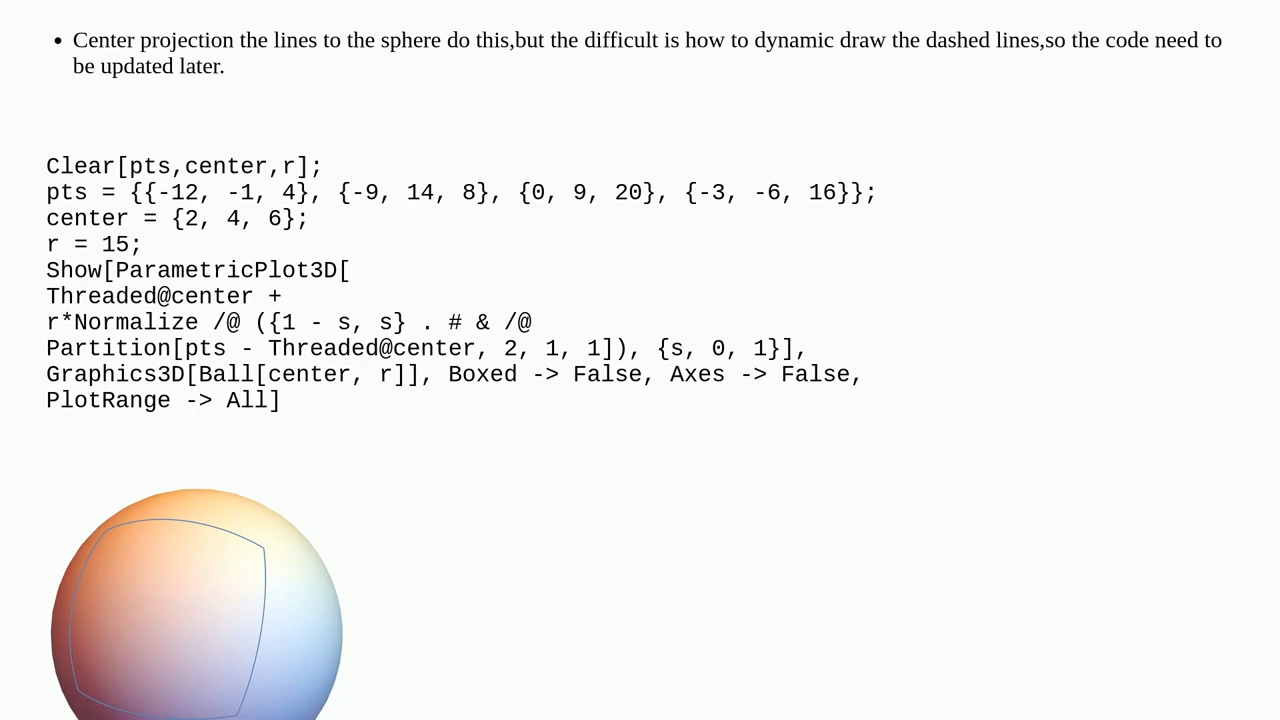 • Center projection the lines to the sphere do this,but the difficult is how to dynamic draw the dashed lines,so the code need to
be updated later.
Clear[pts,center,r];
pts = {{-12, -1, 4}, {-9, 14, 8}, {0, 9, 20}, {-3, -6, 16}};
center = {2, 4, 6};
r = 15;
Show[ParametricPlot3D[
Threaded@center +
r*Normalize /@ ({1 - s, s} . # & /@
Partition[pts - Threaded@center, 2, 1, 1]), {s, 0, 1}],
Graphics3D[Ball[center, r]], Boxed -> False, Axes -> False,
PlotRange -> All]